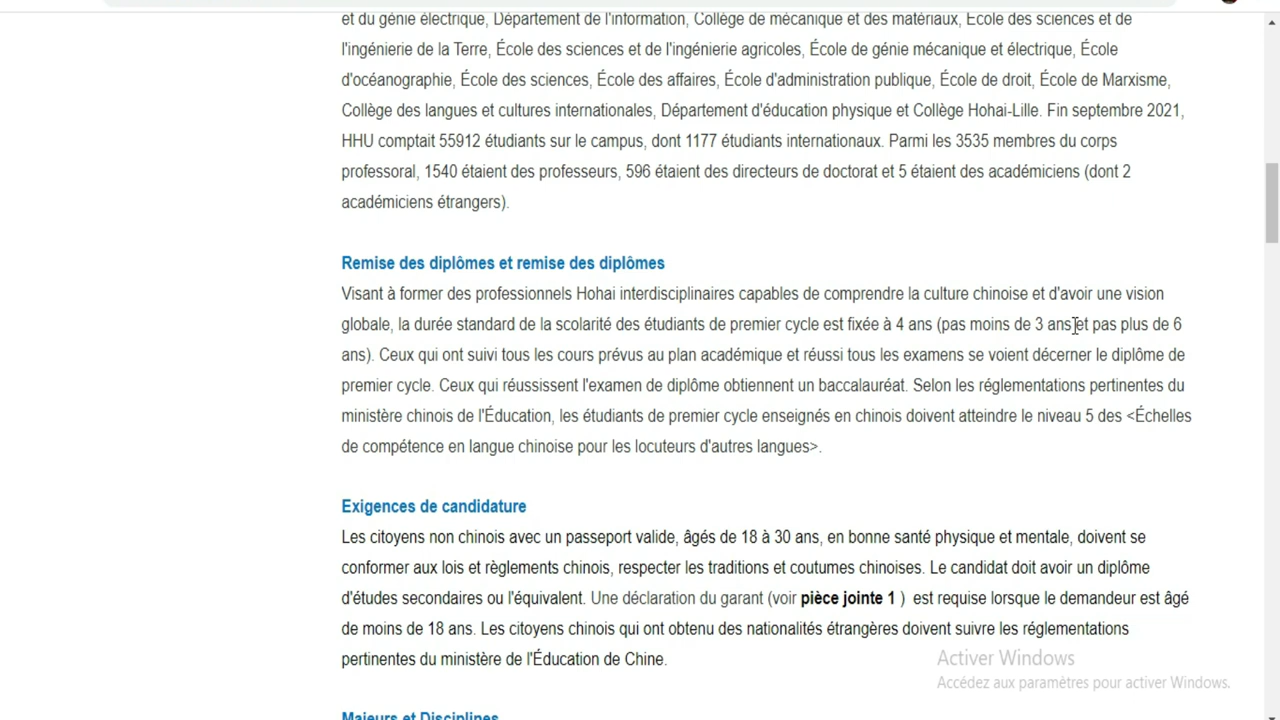 et du génie électrique, Département de l'information, Collège de mécanique et des matériaux, École des sciences et de
l'ingénierie de la Terre, École des sciences et de l'ingénierie agricoles, École de génie mécanique et électrique, École
d'océanographie, École des sciences, École des affaires, École d'administration publique, École de droit, École de Marxisme,
Collège des langues et cultures internationales, Département d'éducation physique et Collège Hohai-Lille. Fin septembre 2021,
HHU comptait 55912 étudiants sur le campus, dont 1177 étudiants internationaux. Parmi les 3535 membres du corps
professoral, 1540 étaient des professeurs, 596 étaient des directeurs de doctorat et 5 étaient des académiciens (dont 2
académiciens étrangers).
Remise des diplômes et remise des diplômes
Visant à former des professionnels Hohai interdisciplinaires capables de comprendre la culture chinoise et d'avoir une vision
globale, la durée standard de la scolarité des étudiants de premier cycle est fixée à 4 ans (pas moins de 3 ans et pas plus de 6
ans). Ceux qui ont suivi tous les cours prévus au plan académique et réussi tous les examens se voient décerner le diplôme de
premier cycle. Ceux qui réussissent l'examen de diplôme obtiennent un baccalauréat. Selon les réglementations pertinentes du
ministère chinois de l'Éducation, les étudiants de premier cycle enseignés en chinois doivent atteindre le niveau 5 des <Échelles
de compétence en langue chinoise pour les locuteurs d'autres langues>.
Exigences de candidature
Les citoyens non chinois avec un passeport valide, âgés de 18 à 30 ans, en bonne santé physique et mentale, doivent se
conformer aux lois et règlements chinois, respecter les traditions et coutumes chinoises. Le candidat doit avoir un diplôme
d'études secondaires ou l'équivalent. Une déclaration du garant (voir pièce jointe 1 ) est requise lorsque le demandeur est âgé
de moins de 18 ans. Les citoyens chinois qui ont obtenu des nationalités étrangères doivent suivre les réglementations
pertinentes du ministère de l'Éducation de Chine.
Activer Windows
Accédez aux paramètres pour activer Windows.
Majeurs et Disciplines